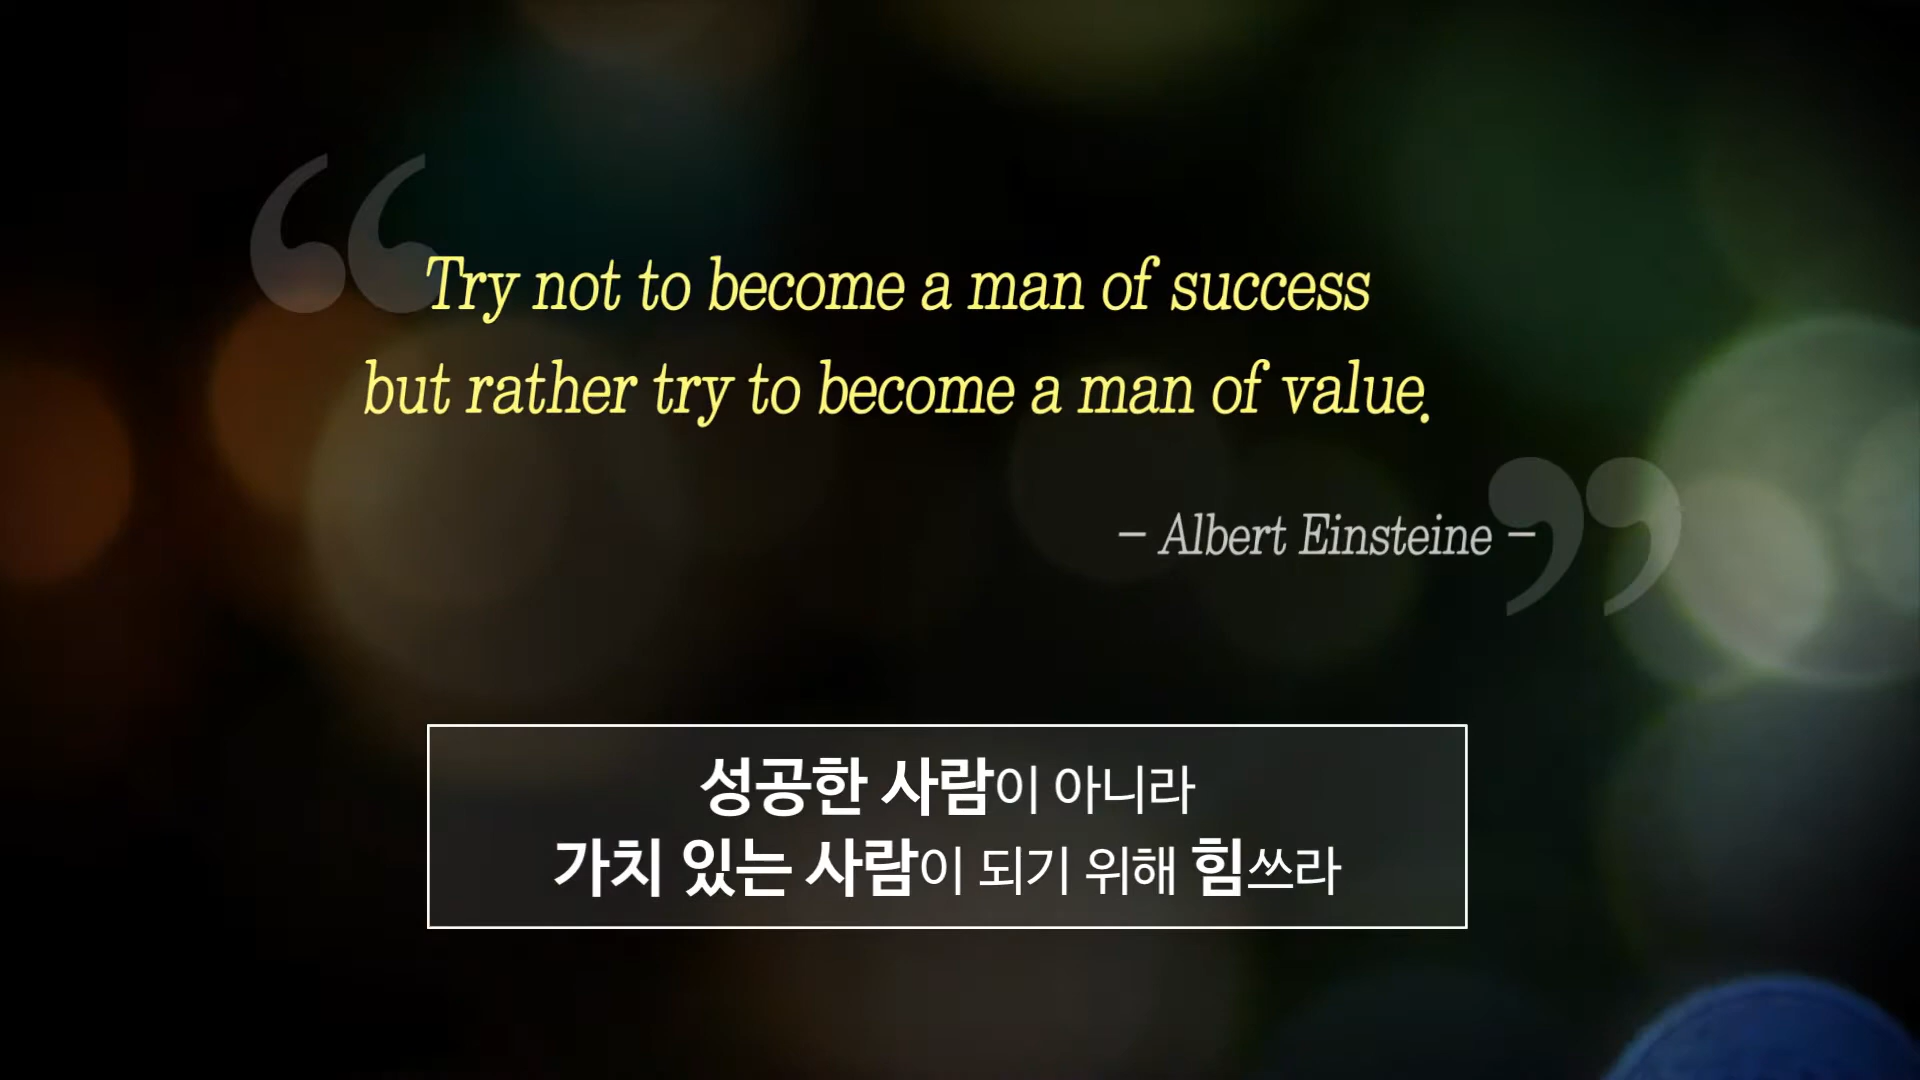 “Try not to become a man of success
but rather try to become a man of value.”
– Albert Einsteine –
성공한 사람이 아니라
가치 있는 사람이 되기 위해 힘쓰라